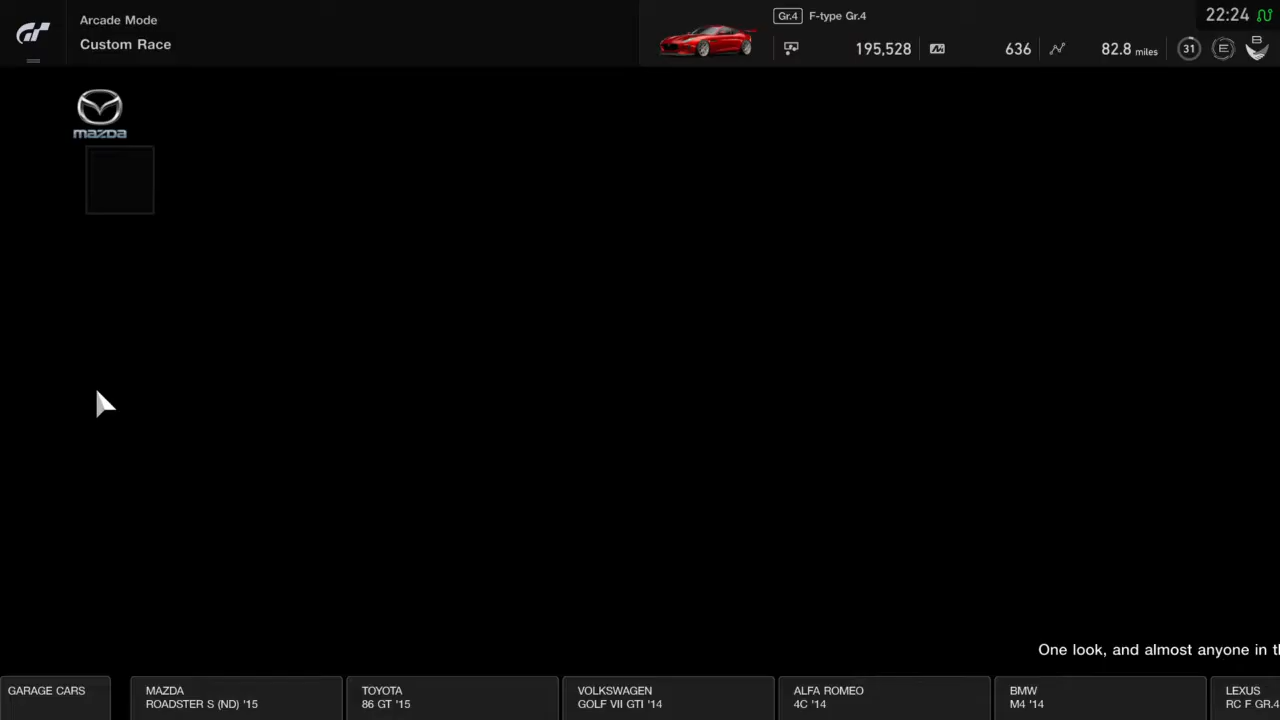 Arcade Mode
Custom Race
Gr.4 F-type Gr.4
195,528
636
82.8 miles
22:24
31
E
B
mazda
One look, and almost anyone in th
GARAGE CARS
MAZDA
ROADSTER S (ND) '15
TOYOTA
86 GT '15
VOLKSWAGEN
GOLF VII GTI '14
ALFA ROMEO
4C '14
BMW
M4 '14
LEXUS
RC F GR.4